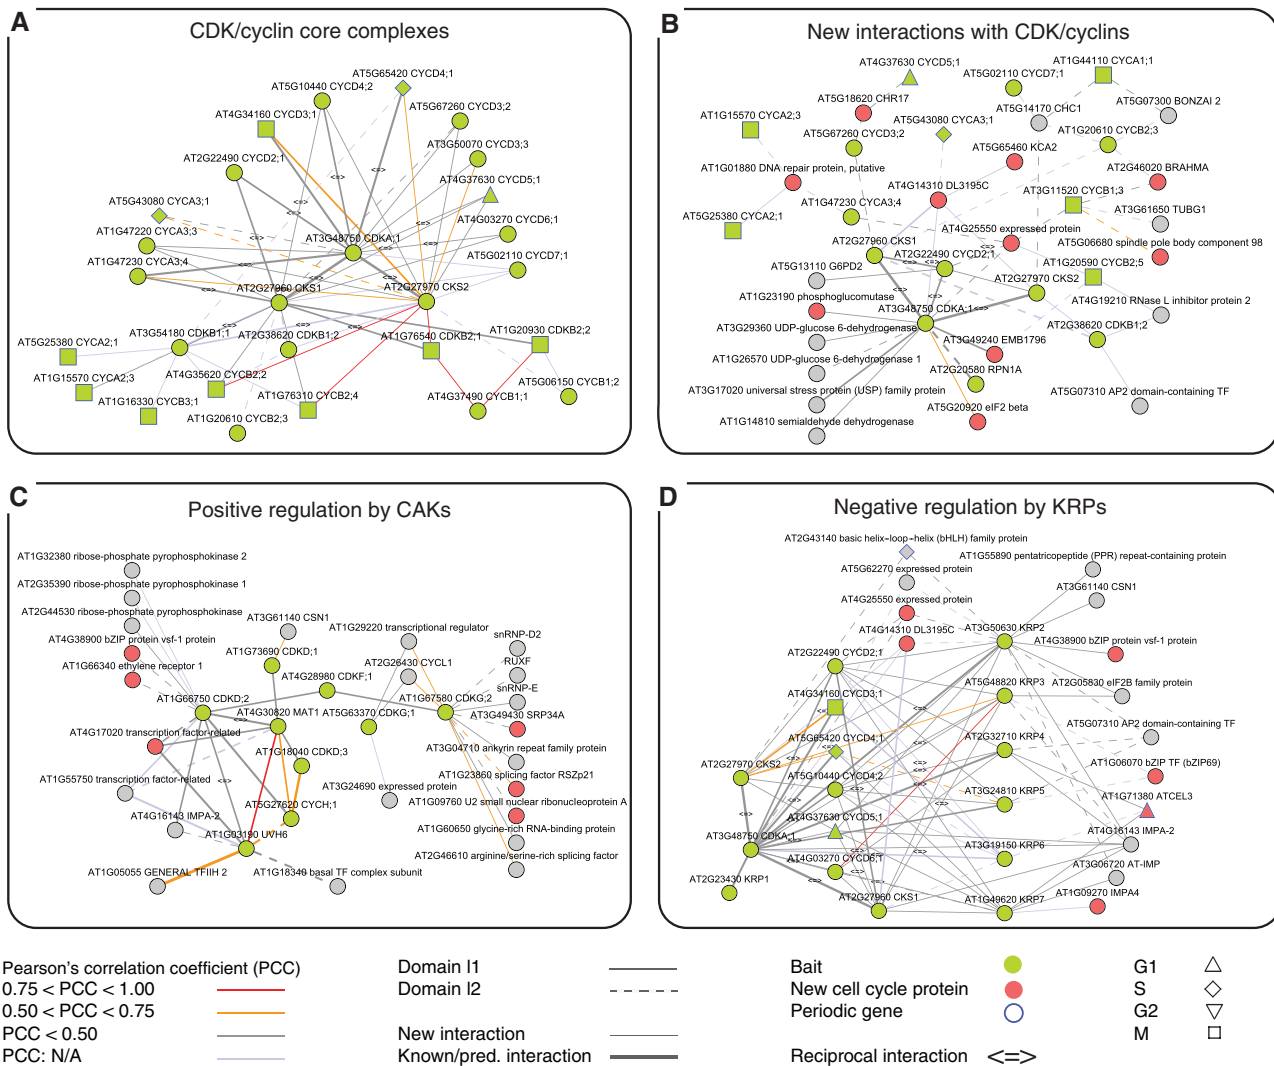 A
CDK/cyclin core complexes
AT5G65420 CYCD4;1
AT5G10440 CYCD4;2
AT5G67260 CYCD3;2
AT4G34160 CYCD3;1
AT3G50070 CYCD3;3
AT2G22490 CYCD2;1
AT4G37630 CYCD5;1
AT5G43080 CYCA3;1
AT4G03270 CYCD6;1
AT1G47220 CYCA3;3
AT3G48750 CDKA;1
AT5G02110 CYCD7;1
AT1G47230 CYCA3;4
AT2G27960 CKS1
AT2G27970 CKS2
AT3G54180 CDKB1;1
AT2G38620 CDKB1;2
AT1G76540 CDKB2;1
AT1G20930 CDKB2;2
AT5G25380 CYCA2;1
AT1G15570 CYCA2;3
AT4G35620 CYCB2;2
AT1G76310 CYCB2;4
AT5G06150 CYCB1;2
AT1G16330 CYCB3;1
AT4G37490 CYCB1;1
AT1G20610 CYCB2;3
B
New interactions with CDK/cyclins
AT4G37630 CYCD5;1
AT1G44110 CYCA1;1
AT5G02110 CYCD7;1
AT5G18620 CHR17
AT5G14170 CHC1
AT5G07300 BONZAI 2
AT1G15570 CYCA2;3
AT5G43080 CYCA3;1
AT5G67260 CYCD3;2
AT1G20610 CYCB2;3
AT5G65460 KCA2
AT1G01880 DNA repair protein, putative
AT2G46020 BRAHMA
AT4G14310 DL3195C
AT3G11520 CYCB1;3
AT1G47230 CYCA3;4
AT3G61650 TUBG1
AT5G25380 CYCA2;1
AT4G25550 expressed protein
AT2G27960 CKS1
AT5G06680 spindle pole body component 98
AT2G22490 CYCD2;1
AT1G20590 CYCB2;5
AT5G13110 G6PD2
AT2G27970 CKS2
AT1G23190 phosphoglucomutase
AT4G19210 RNase L inhibitor protein 2
AT3G48750 CDKA;1
AT3G29360 UDP-glucose 6-dehydrogenase
AT2G38620 CDKB1;2
AT3G49240 EMB1796
AT1G26570 UDP-glucose 6-dehydrogenase 1
AT2G20580 RPN1A
AT3G17020 universal stress protein (USP) family protein
AT5G07310 AP2 domain-containing TF
AT5G20920 eIF2 beta
AT1G14810 semialdehyde dehydrogenase
C
Positive regulation by CAKs
AT1G32380 ribose-phosphate pyrophosphokinase 2
AT2G35390 ribose-phosphate pyrophosphokinase 1
AT2G44530 ribose-phosphate pyrophosphokinase
AT3G61140 CSN1
AT1G29220 transcriptional regulator
AT4G38900 bZIP protein vsf-1 protein
snRNP-D2
AT1G73690 CDKD;1
AT1G66340 ethylene receptor 1
AT2G26430 CYCL1
RUXF
AT4G28980 CDKF;1
AT1G66750 CDKD;2
AT1G67580 CDKG;2
snRNP-E
AT4G30820 MAT1
AT5G63370 CDKG;1
AT3G49430 SRP34A
AT4G17020 transcription factor-related
AT1G18040 CDKD;3
AT3G04710 ankyrin repeat family protein
AT1G55750 transcription factor-related
AT3G24690 expressed protein
AT1G23860 splicing factor RSZp21
AT5G27620 CYCH;1
AT1G09760 U2 small nuclear ribonucleoprotein A
AT4G16143 IMPA-2
AT1G03190 UVH6
AT1G60650 glycine-rich RNA-binding protein
AT2G46610 arginine/serine-rich splicing factor
AT1G05055 GENERAL TFIIH 2
AT1G18340 basal TF complex subunit
D
Negative regulation by KRPs
AT2G43140 basic helix-loop-helix (bHLH) family protein
AT1G55890 pentatricopeptide (PPR) repeat-containing protein
AT5G62270 expressed protein
AT3G61140 CSN1
AT4G25550 expressed protein
AT3G50630 KRP2
AT4G14310 DL3195C
AT4G38900 bZIP protein vsf-1 protein
AT2G22490 CYCD2;1
AT5G48820 KRP3
AT2G05830 eIF2B family protein
AT4G34160 CYCD3;1
AT5G07310 AP2 domain-containing TF
AT5G65420 CYCD4;1
AT2G32710 KRP4
AT2G27970 CKS2
AT5G10440 CYCD4;2
AT1G06070 bZIP TF (bZIP69)
AT3G24810 KRP5
AT1G71380 ATCEL3
AT4G37630 CYCD5;1
AT3G48750 CDKA;1
AT4G16143 IMPA-2
AT4G03270 CYCD6;1
AT3G19150 KRP6
AT3G06720 AT-IMP
AT2G23430 KRP1
AT2G27960 CKS1
AT1G49620 KRP7
AT1G09270 IMPA4
Pearson's correlation coefficient (PCC)
0.75 < PCC < 1.00
0.50 < PCC < 0.75
PCC < 0.50
PCC: N/A
Domain I1
Domain I2
New interaction
Known/pred. interaction
Bait
New cell cycle protein
Periodic gene
Reciprocal interaction <=>
G1
S
G2
M